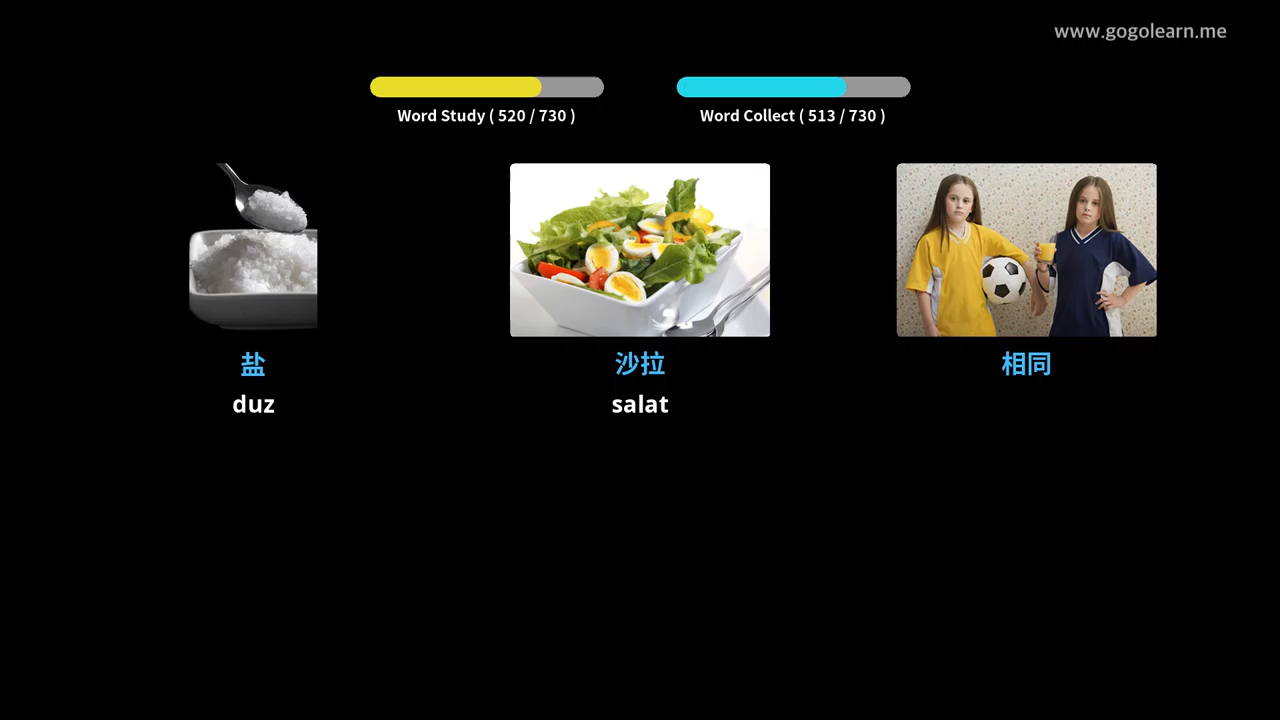 www.gogolearn.me
Word Study ( 520 / 730 )
Word Collect ( 513 / 730 )
盐
沙拉
相同
duz
salat